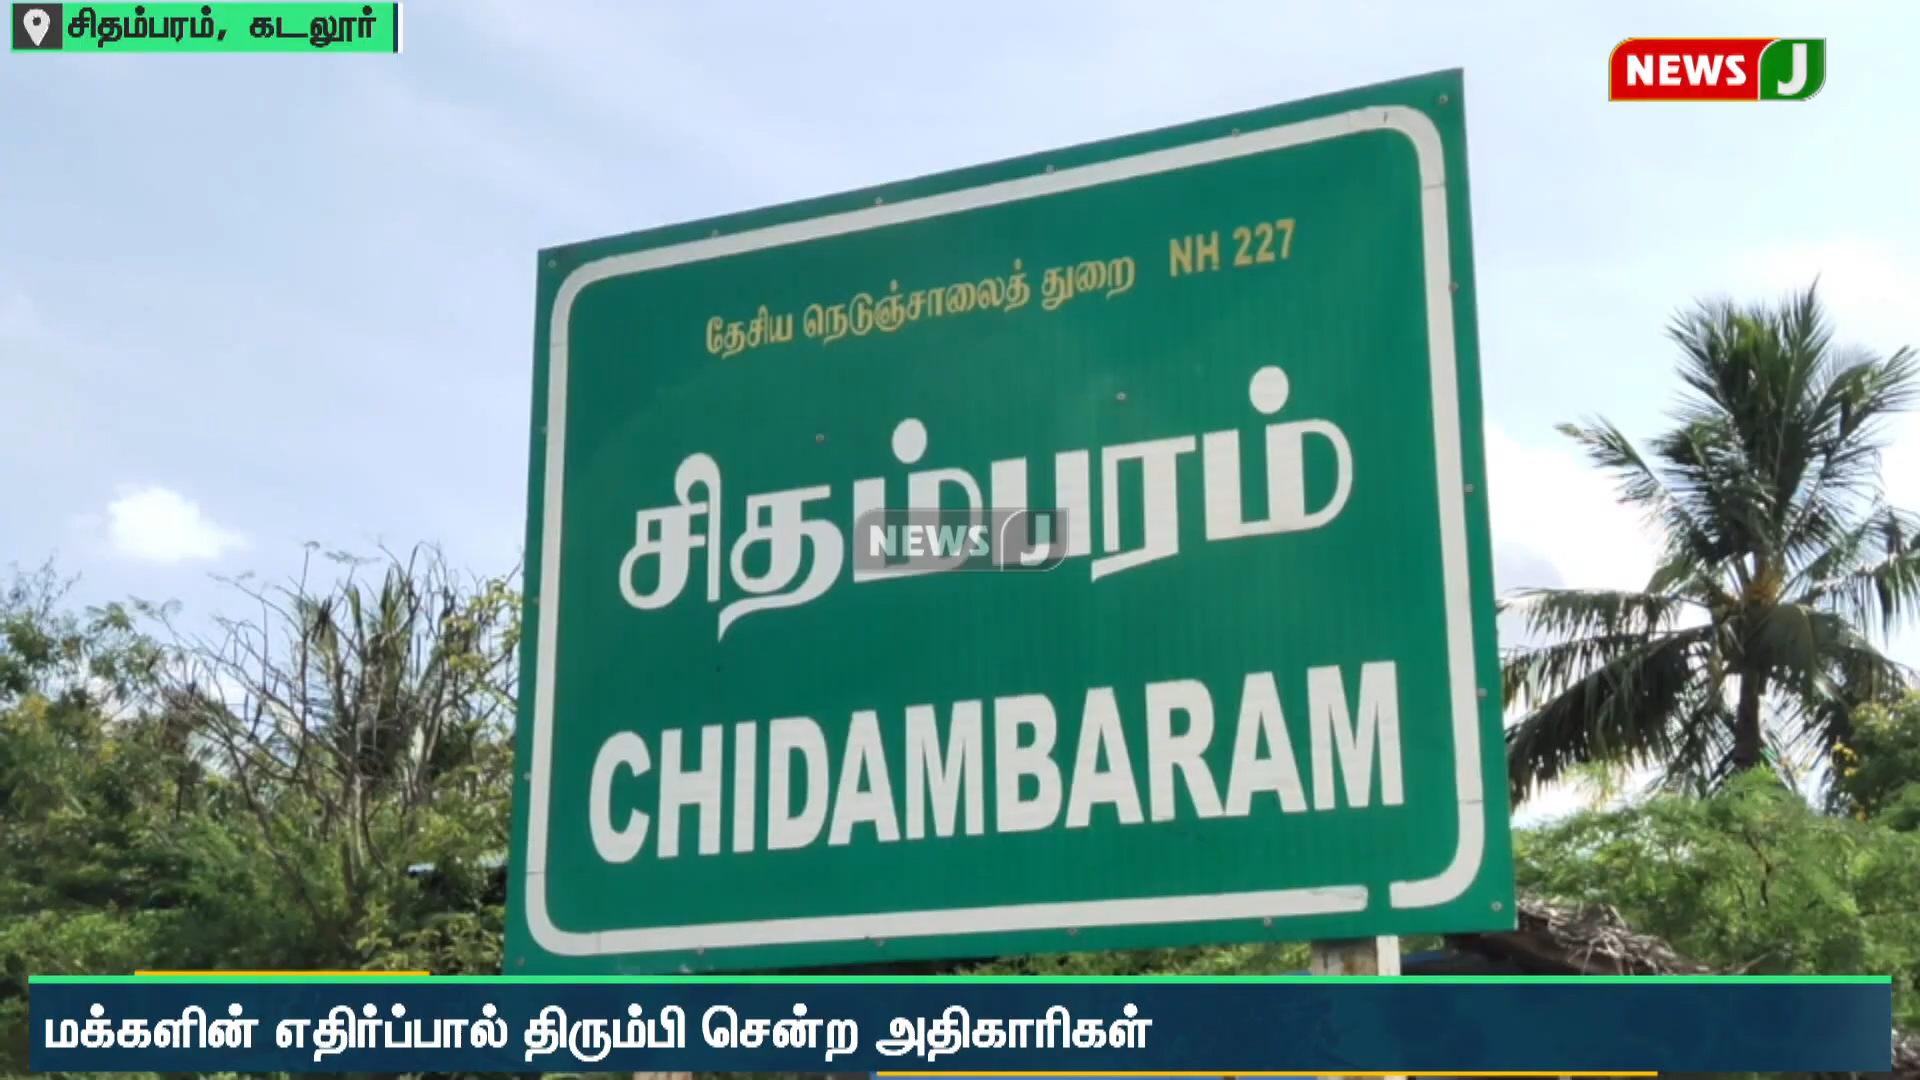 சிதம்பரம், கடலூர்
NEWS J
தேசிய நெடுஞ்சாலைத் துறை NH 227
சிதம்பரம்
NEWS J
CHIDAMBARAM
மக்களின் எதிர்ப்பால் திரும்பி சென்ற அதிகாரிகள்